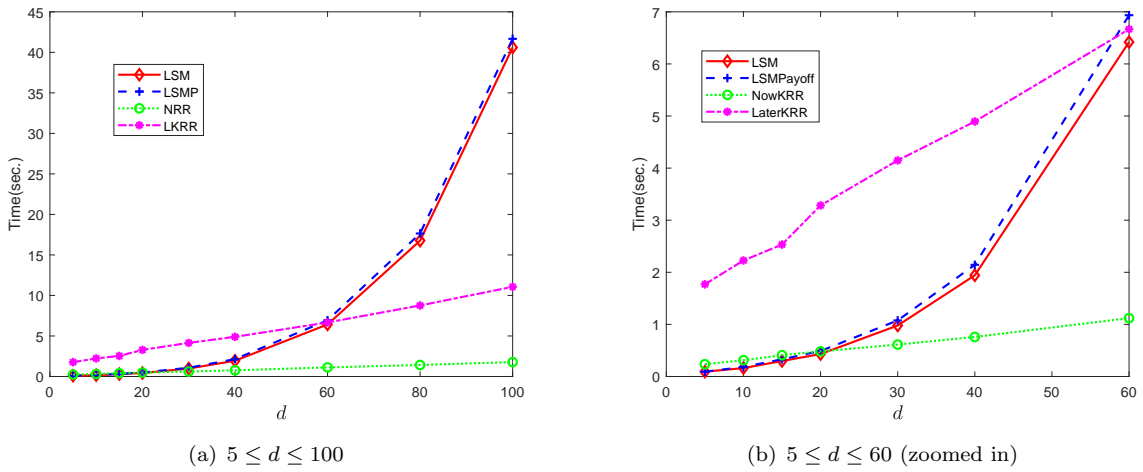 45
40
35
30
25
20
15
10
5
0
Time(sec.)
LSM
LSMP
NRR
LKRR
0 20 40 60 80 100
d
(a) 5 ≤ d ≤ 100
7
6
5
4
3
2
1
0
Time(sec.)
LSM
LSMPayoff
NowKRR
LaterKRR
0 10 20 30 40 50 60
d
(b) 5 ≤ d ≤ 60 (zoomed in)